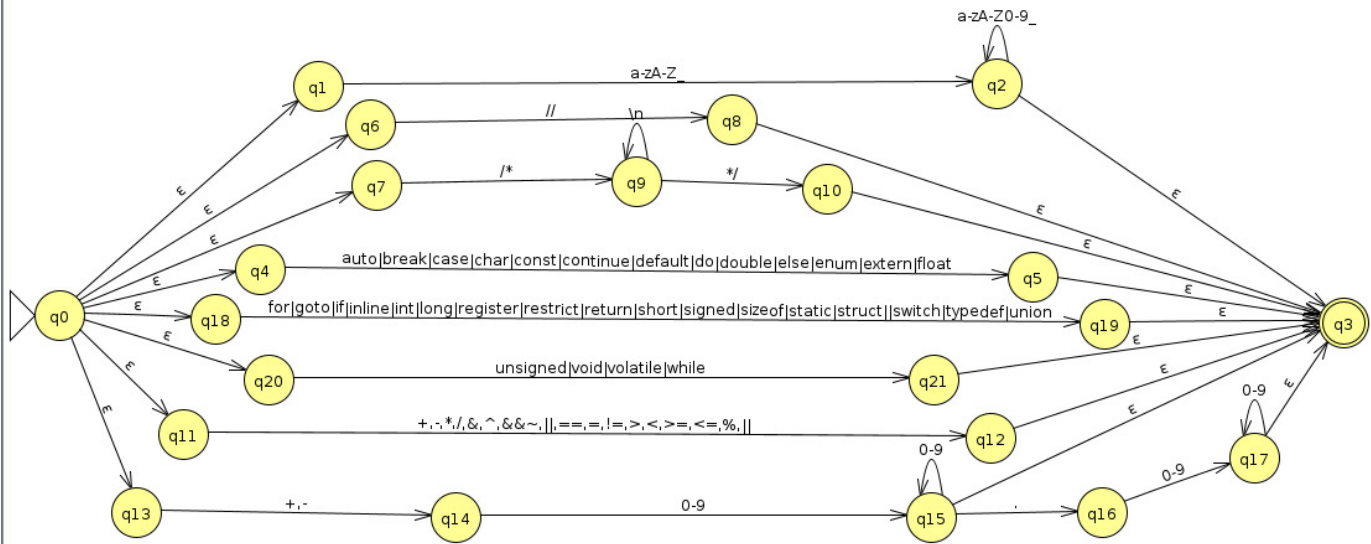 a-zA-Z0-9_
q1
a-zA-Z_
q2
q6
//
\n
q8
ε
q7
/*
q9
*/
q10
ε
ε
ε
ε
ε
q4
auto|break|case|char|const|continue|default|do|double|else|enum|extern|float
q5
ε
ε
ε
q0
ε
q18
for|goto|if|inline|int|long|register|restrict|return|short|signed|sizeof|static|struct||switch|typedef|union
q19
ε
q3
ε
q20
unsigned|void|volatile|while
q21
ε
ε
ε
ε
q11
+,-,*,/,&,^,&&~,||,==,=,!=,>,<,>=,<=,%,||
q12
ε
0-9
ε
0-9
q17
q13
+,-
q14
0-9
q15
.
q16
0-9